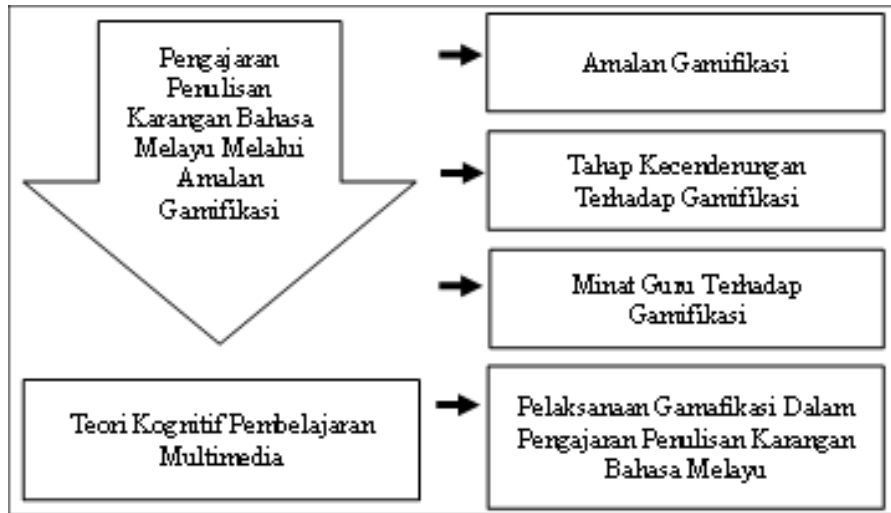 Pengajaran
Penulisan
Karangan Bahasa
Melayu Melalui
Amalan
Gamifikasi
Teori Kognitif Pembelajaran
Multimedia
Amalan Gamifikasi
Tahap Kecenderungan
Terhadap Gamifikasi
Minat Guru Terhadap
Gamifikasi
Pelaksanaan Gamafikasi Dalam
Pengajaran Penulisan Karangan
Bahasa Melayu